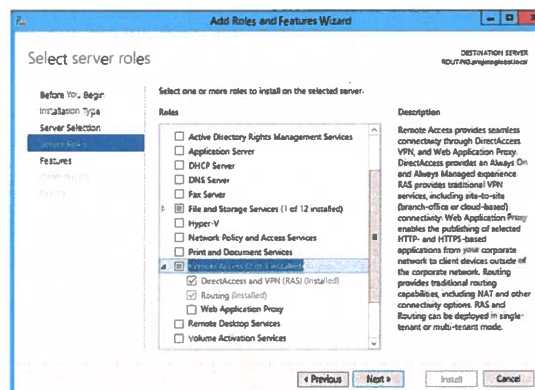 Add Roles and Features Wizard
Select server roles
DESTINATION SERVER
Before You Begin
Installation Type
Server Selection
Server Roles
Features
Select one or more roles to install on the selected server.
Roles
Active Directory Rights Management Services
Application Server
DHCP Server
DNS Server
Fax Server
File and Storage Services (1 of 12 installed)
Hyper-V
Network Policy and Access Services
Print and Document Services
DirectAccess and VPN (RAS) (Installed)
Routing (Installed)
Web Application Proxy
Remote Desktop Services
Volume Activation Services
Description
Remote Access provides seamless
connectivity through DirectAccess
VPN, and Web Application Proxy.
DirectAccess provides an Always On
and Always Managed experience.
RAS provides traditional VPN
services, including site-to-site
(branch-office or cloud-based)
connectivity. Web Application Proxy
enables the publishing of selected
HTTP- and HTTPS-based
applications from your corporate
network to client devices outside of
the corporate network. Routing
provides traditional routing
capabilities, including NAT and other
connectivity options. RAS and
Routing can be deployed in single-
tenant or multi-tenant mode.
< Previous
Next >
Install
Cancel